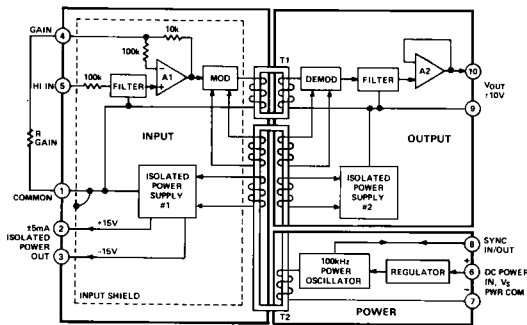 GAIN
4
10k
100k
IHI IN
5
100k
FILTER
A1
MOD
INPUT
R
GAIN
1
COMMON
±5mA
ISOLATED
POWER
OUT
2
+15V
3
-15V
ISOLATED
POWER
SUPPLY
#1
INPUT SHIELD
T1
T2
DEMOD
FILTER
A2
10
VOUT
±10V
9
OUTPUT
ISOLATED
POWER
SUPPLY
#2
8
SYNC
IN/OUT
100kHz
POWER
OSCILLATOR
REGULATOR
+
6
DC POWER
IN, VS
−
PWR COM
7
POWER